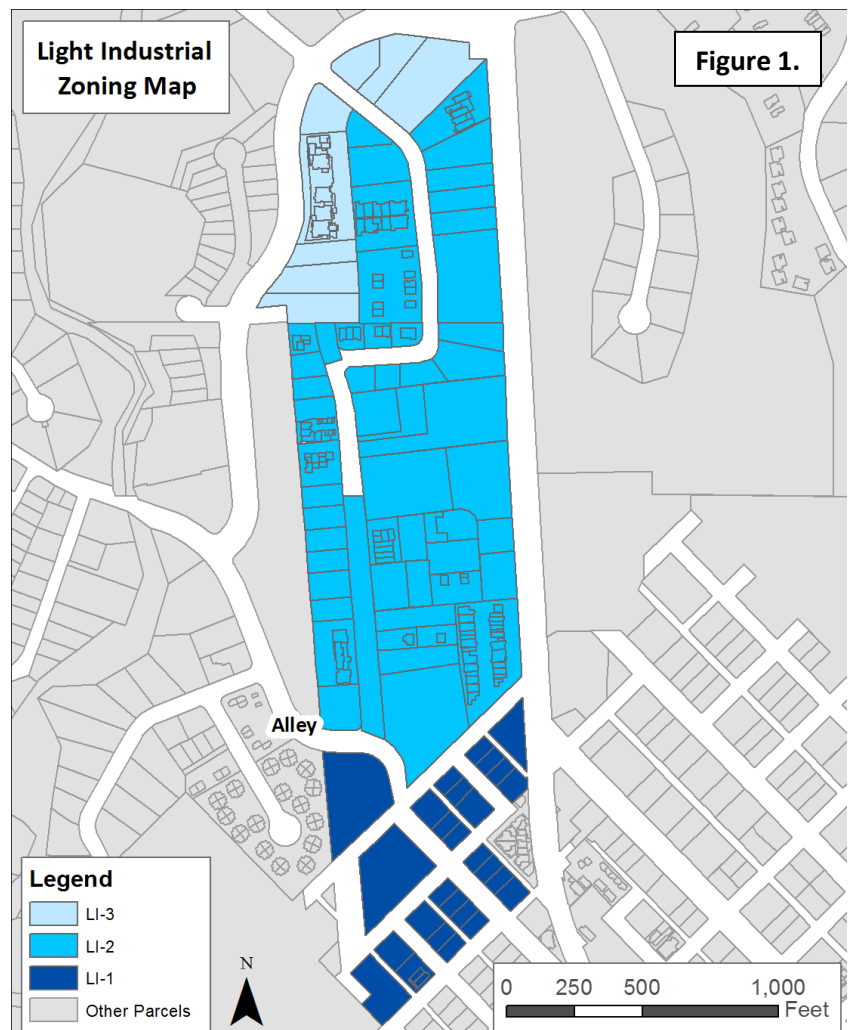 Light Industrial
Zoning Map
Figure 1.
Alley
Legend
LI-3
LI-2
LI-1
Other Parcels
N
0 250 500 1,000
Feet